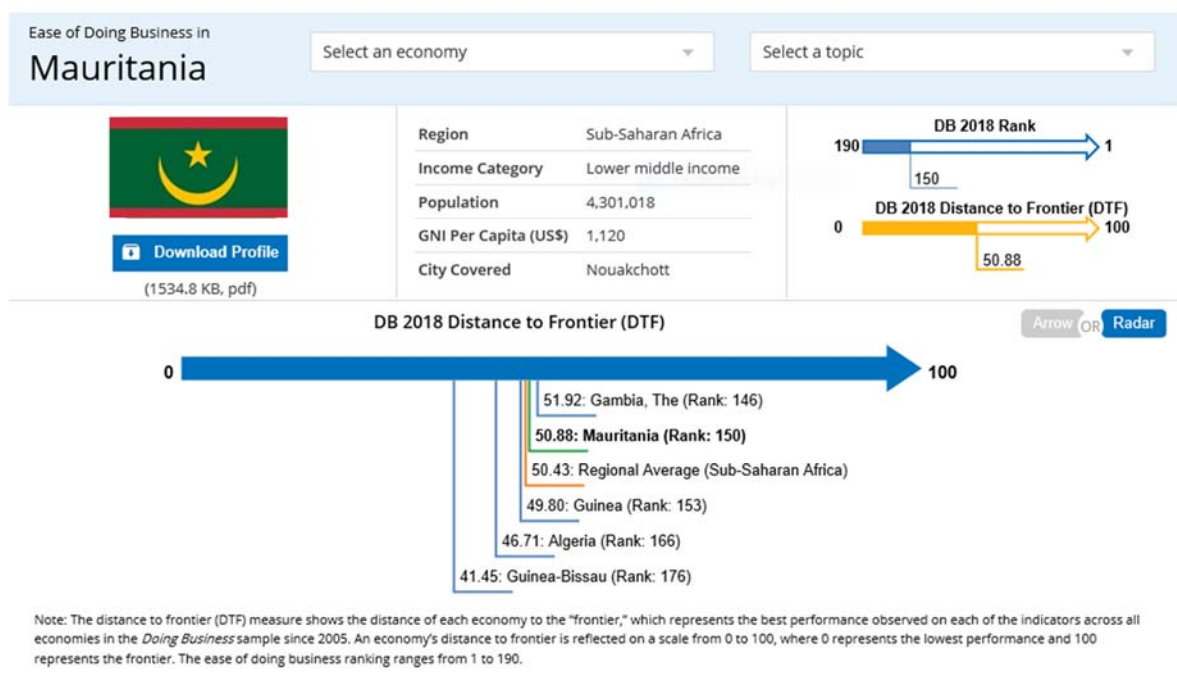 Ease of Doing Business in
Mauritania
Select an economy
Select a topic
Download Profile
(1534.8 KB, pdf)
Region Sub-Saharan Africa
Income Category Lower middle income
Population 4,301,018
GNI Per Capita (US$) 1,120
City Covered Nouakchott
DB 2018 Rank
190 1
150
DB 2018 Distance to Frontier (DTF)
0 100
50.88
DB 2018 Distance to Frontier (DTF)
Arrow OR Radar
0 100
51.92: Gambia, The (Rank: 146)
50.88: Mauritania (Rank: 150)
50.43: Regional Average (Sub-Saharan Africa)
49.80: Guinea (Rank: 153)
46.71: Algeria (Rank: 166)
41.45: Guinea-Bissau (Rank: 176)
Note: The distance to frontier (DTF) measure shows the distance of each economy to the "frontier," which represents the best performance observed on each of the indicators across all
economies in the Doing Business sample since 2005. An economy's distance to frontier is reflected on a scale from 0 to 100, where 0 represents the lowest performance and 100
represents the frontier. The ease of doing business ranking ranges from 1 to 190.